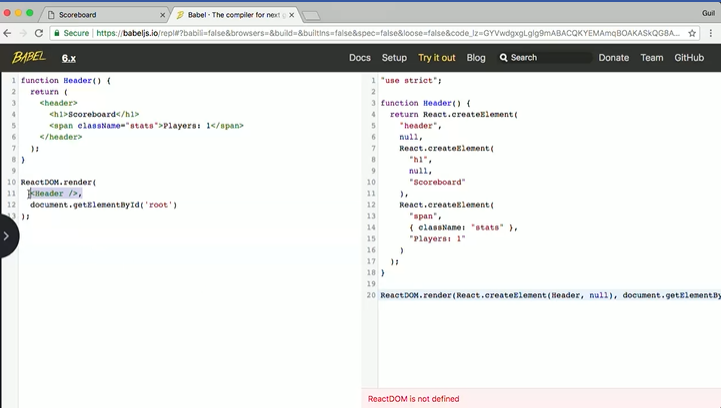 Scoreboard
Babel · The compiler for next g
Guil
Secure
https://babeljs.io/repl#?babili=false&browsers=&build=&builtIns=false&spec=false&loose=false&code_lz=
BABEL
6.x
Docs
Setup
Try it out
Blog
Search
Donate
Team
GitHub
1 function Header() {
2 return (
3 <header>
4 <h1>Scoreboard</h1>
5 <span className="stats">Players: 1</span>
6 </header>
7 );
8 }
9
10 ReactDOM.render(
11 <Header />,
12 document.getElementById('root')
13 );
1 "use strict";
2
3 function Header() {
4 return React.createElement(
5 "header",
6 null,
7 React.createElement(
8 "h1",
9 null,
10 "Scoreboard"
11 ),
12 React.createElement(
13 "span",
14 { className: "stats" },
15 "Players: 1"
16 )
17 );
18 }
19
20 ReactDOM.render(React.createElement(Header, null), document.getElementBy
ReactDOM is not defined